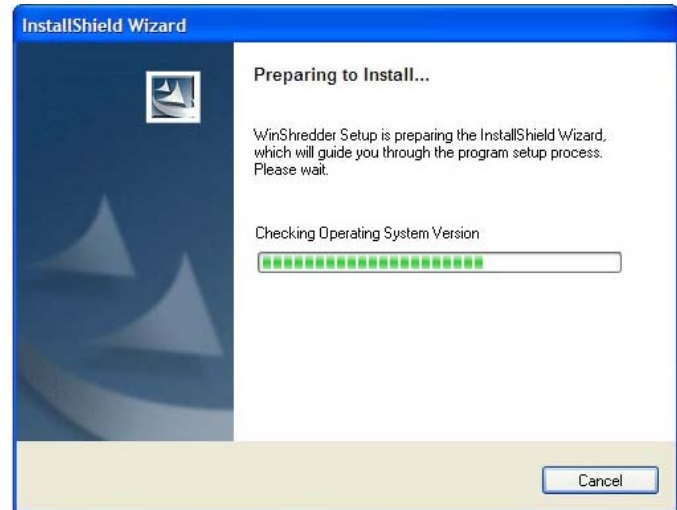 InstallShield Wizard
Preparing to Install...
WinShredder Setup is preparing the InstallShield Wizard,
which will guide you through the program setup process.
Please wait.
Checking Operating System Version
Cancel